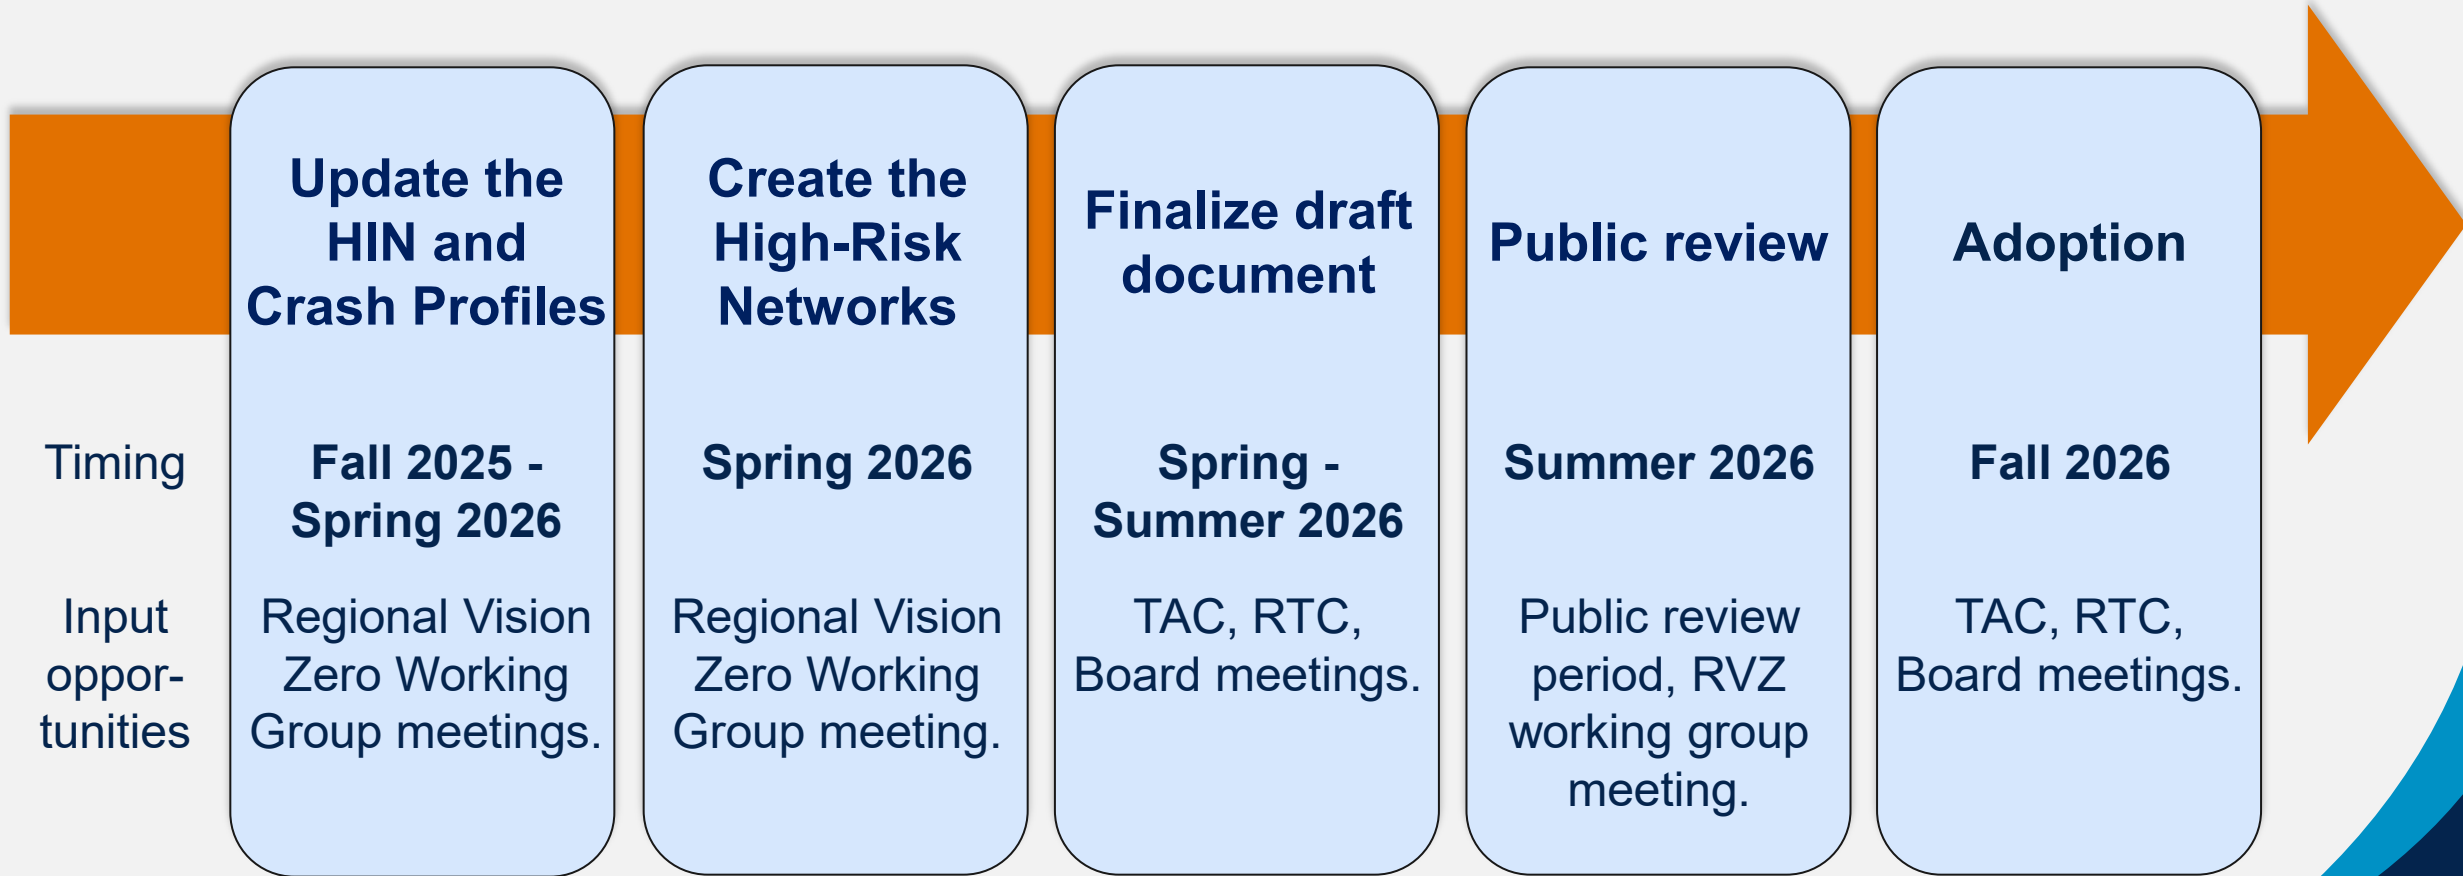 Update the
HIN and
Crash Profiles
Create the
High-Risk
Networks
Finalize draft
document
Public review
Adoption
Timing
Fall 2025 -
Spring 2026
Spring 2026
Spring -
Summer 2026
Summer 2026
Fall 2026
Input
oppor-
tunities
Regional Vision
Zero Working
Group meetings.
Regional Vision
Zero Working
Group meeting.
TAC, RTC,
Board meetings.
Public review
period, RVZ
working group
meeting.
TAC, RTC,
Board meetings.